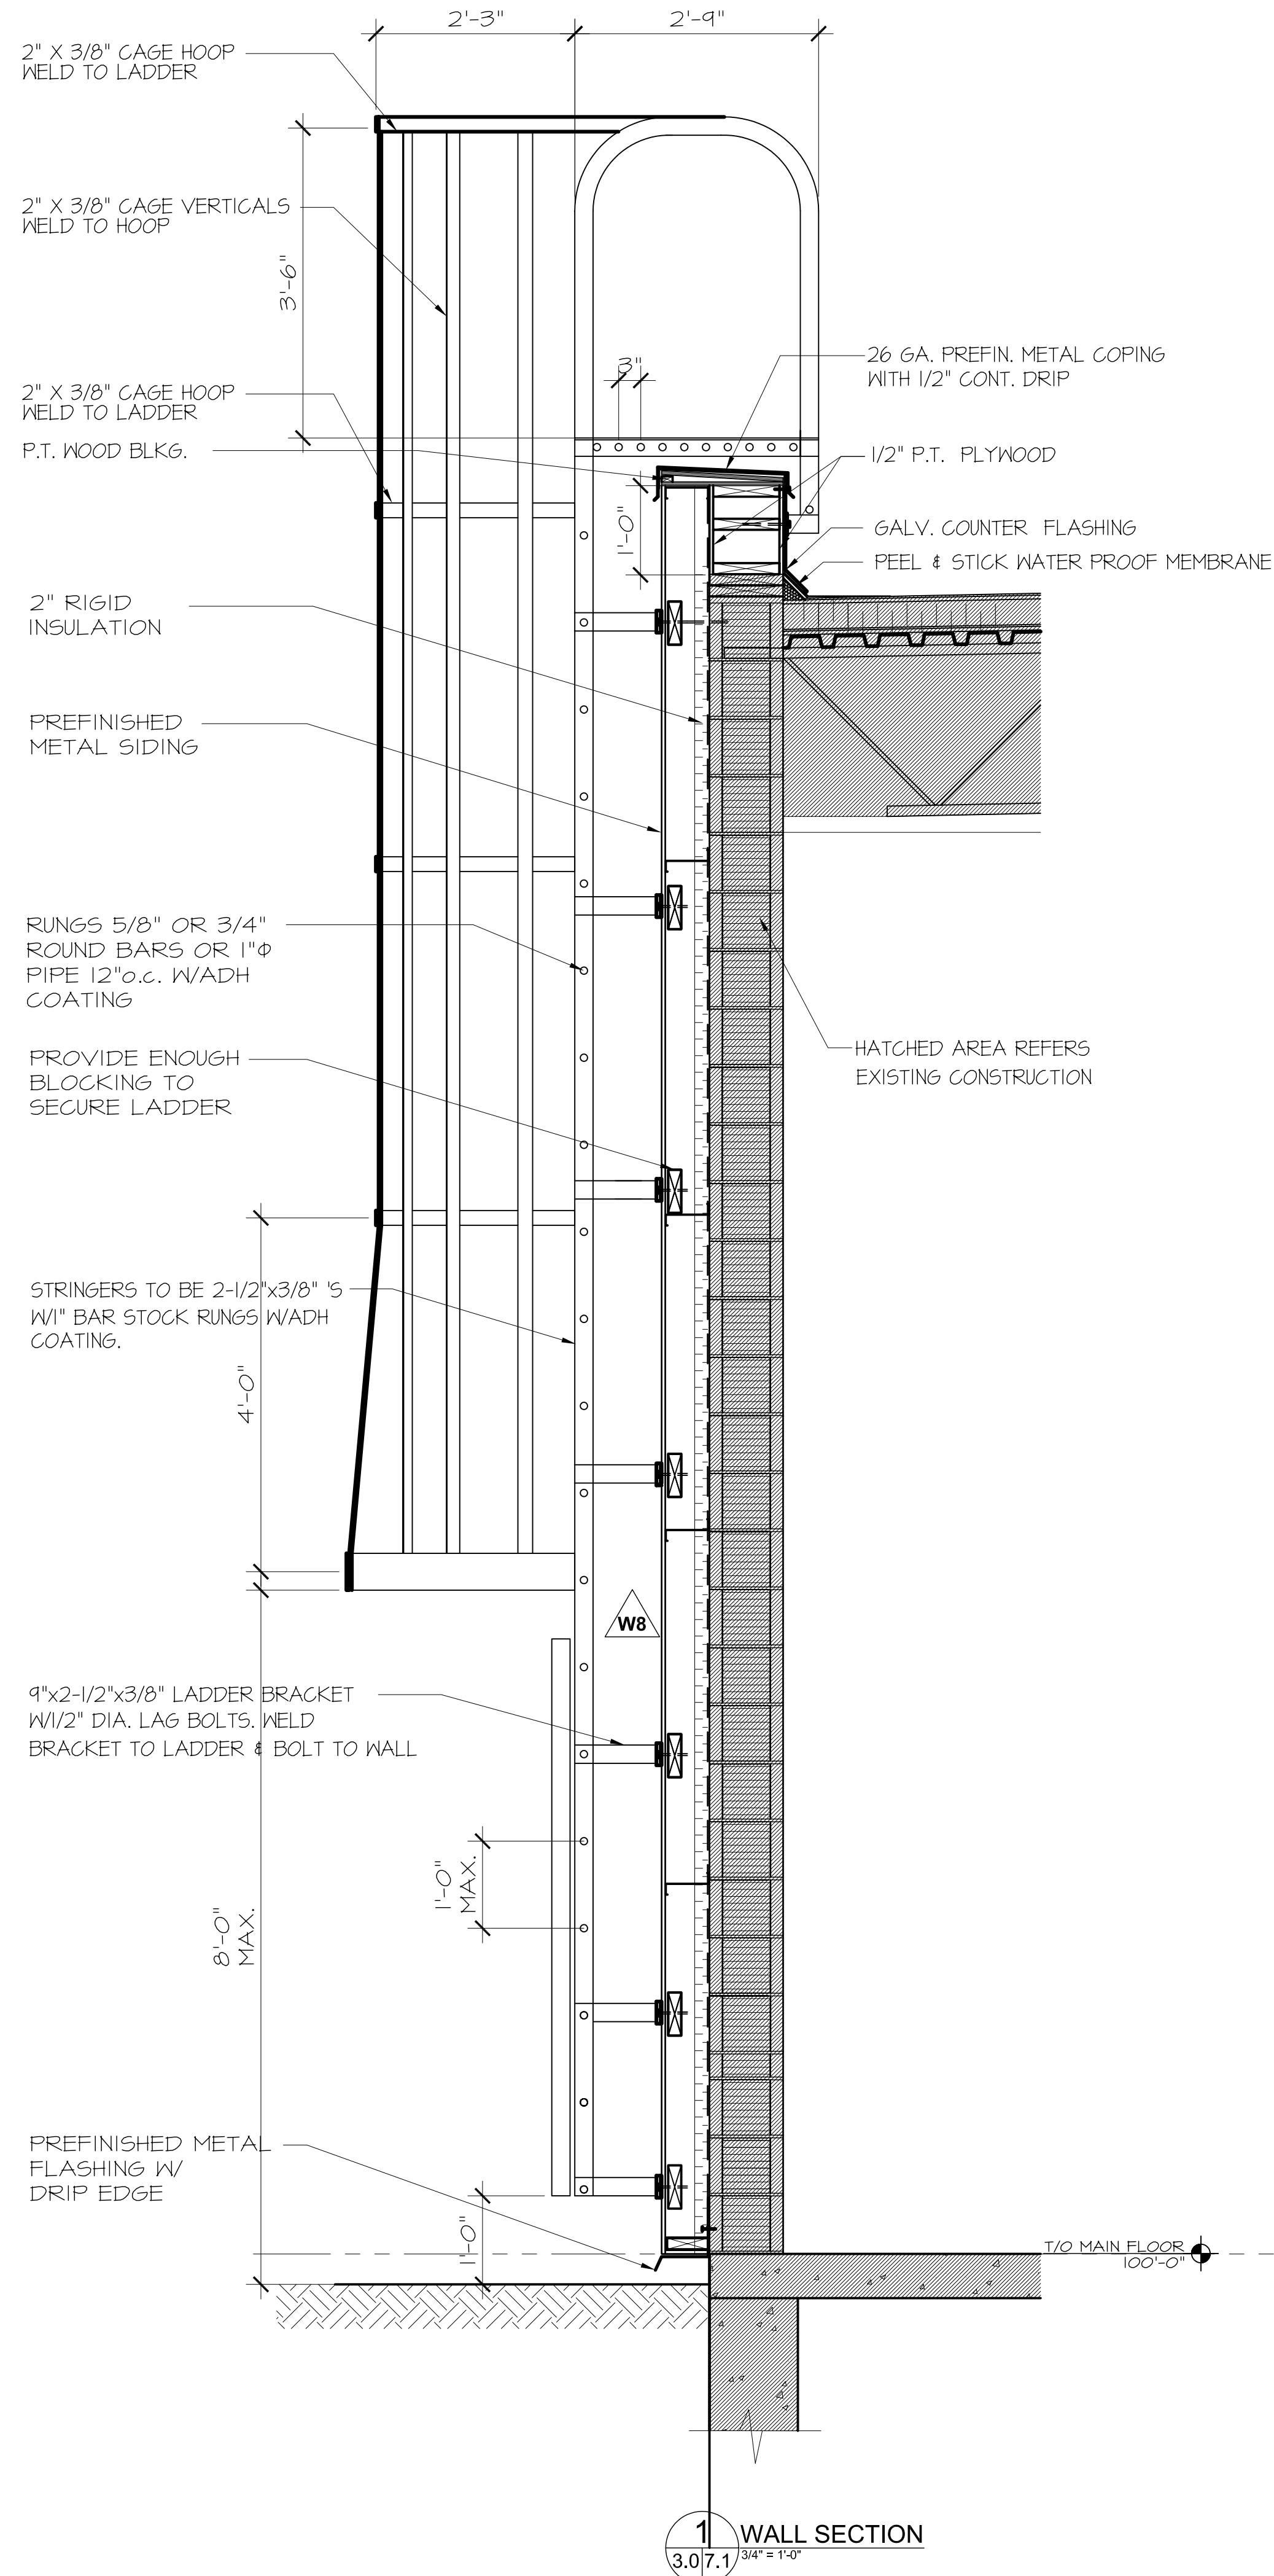 2'-3"
2'-9"
2" X 3/8" CAGE HOOP
WELD TO LADDER
2" X 3/8" CAGE VERTICALS
WELD TO HOOP
3'-6"
26 GA. PREFIN. METAL COPING
WITH 1/2" CONT. DRIP
3"
2" X 3/8" CAGE HOOP
WELD TO LADDER
P.T. WOOD BLKG.
1/2" P.T. PLYWOOD
1'-0"
GALV. COUNTER FLASHING
PEEL & STICK WATER PROOF MEMBRANE
2" RIGID
INSULATION
PREFINISHED
METAL SIDING
RUNGS 5/8" OR 3/4"
ROUND BARS OR 1"Φ
PIPE 12"o.c. W/ADH
COATING
HATCHED AREA REFERS
EXISTING CONSTRUCTION
PROVIDE ENOUGH
BLOCKING TO
SECURE LADDER
STRINGERS TO BE 2-1/2"x3/8" 'S
W/1" BAR STOCK RUNGS W/ADH
COATING.
4'-0"
W8
9"x2-1/2"x3/8" LADDER BRACKET
W/1/2" DIA. LAG BOLTS. WELD
BRACKET TO LADDER & BOLT TO WALL
1'-0"
MAX.
8'-0"
MAX.
PREFINISHED METAL
FLASHING W/
DRIP EDGE
1'-0"
T/O MAIN FLOOR
100'-0"
1
WALL SECTION
3.0 7.1
3/4" = 1'-0"